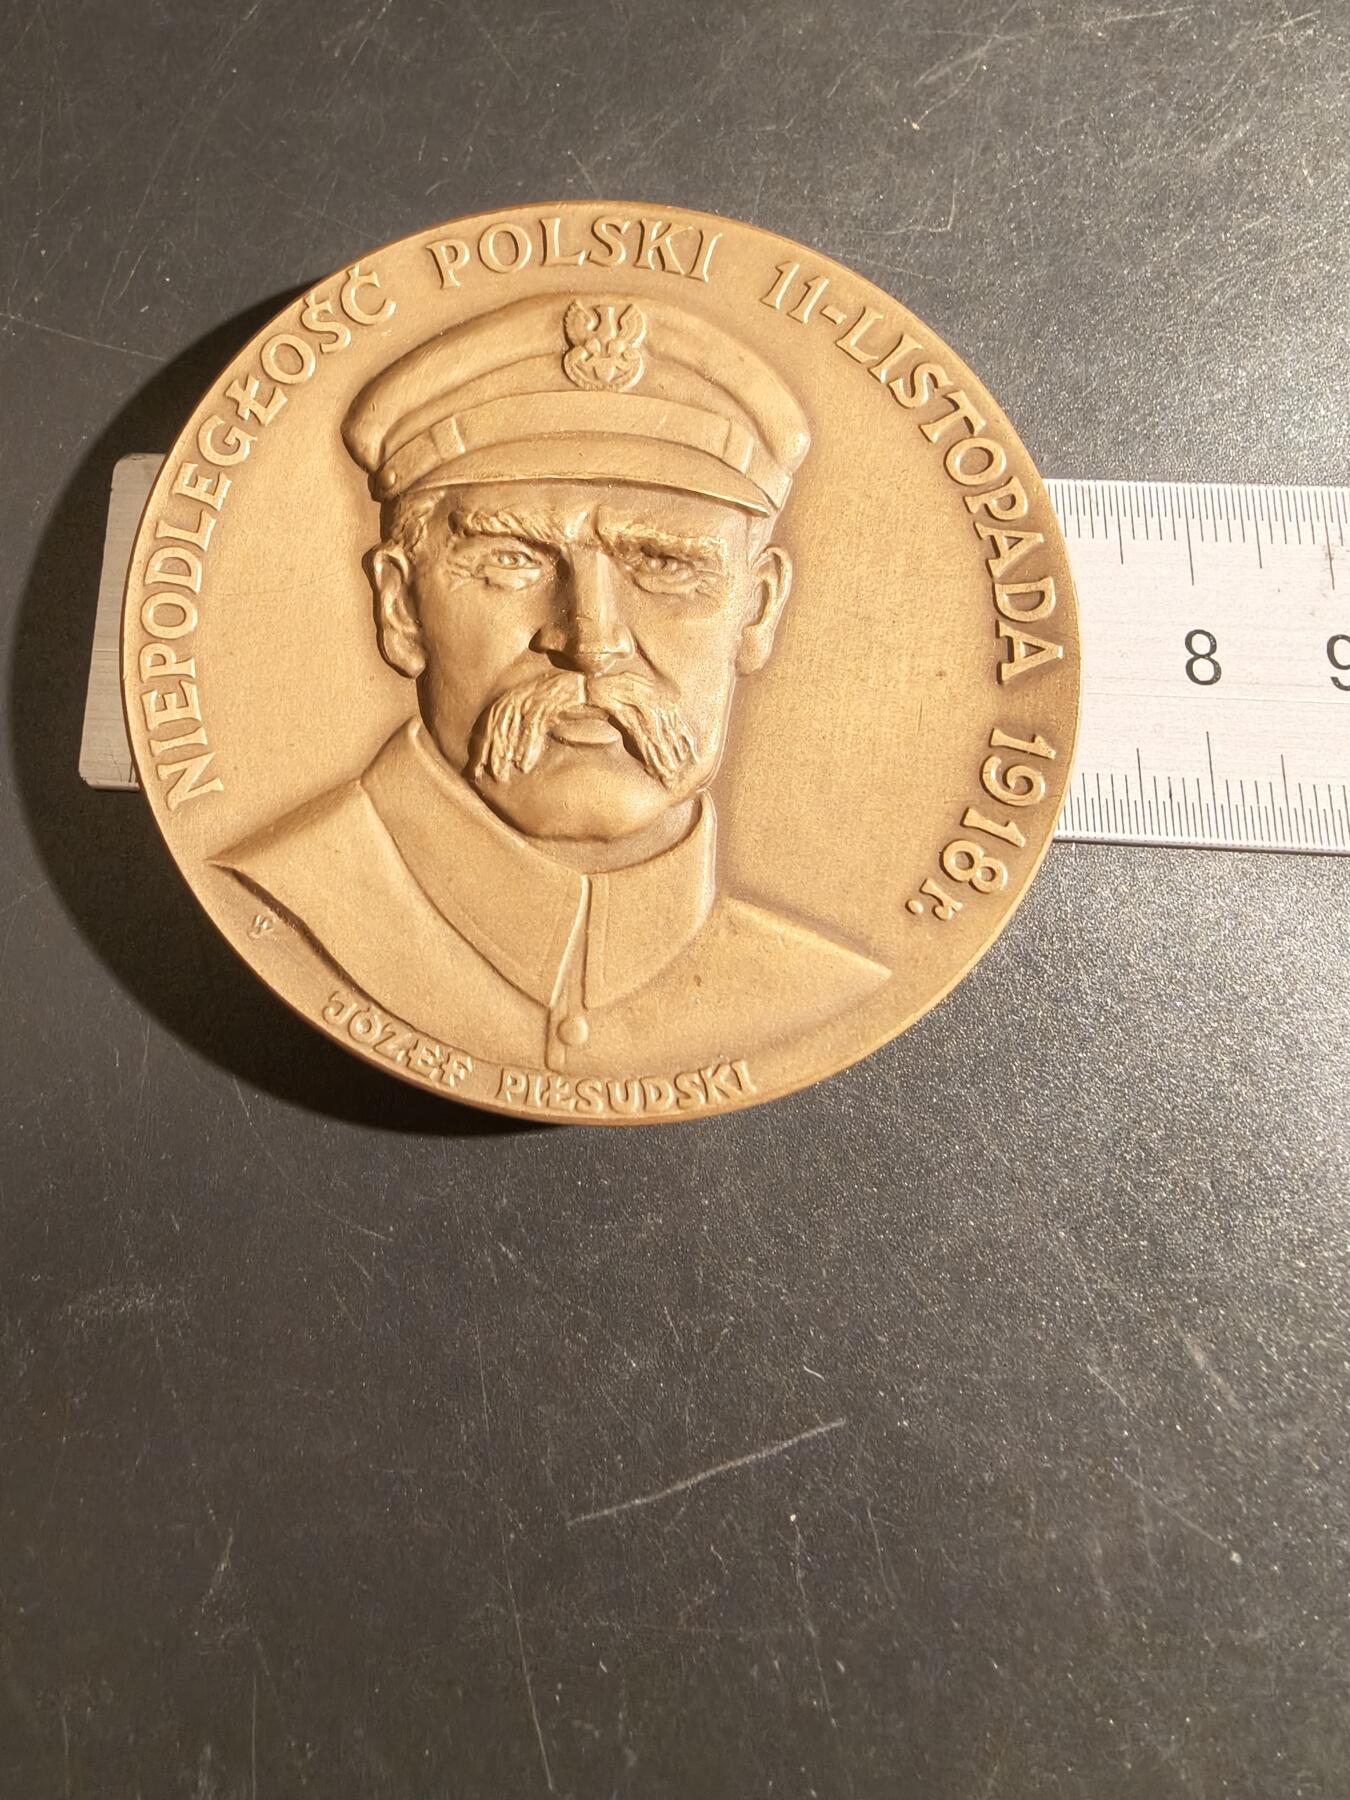 NIEPODLEGŁOŚĆ POLSKI 11-LISTOPADA 1918r.
JÓZEF PIŁSUDSKI
8 9